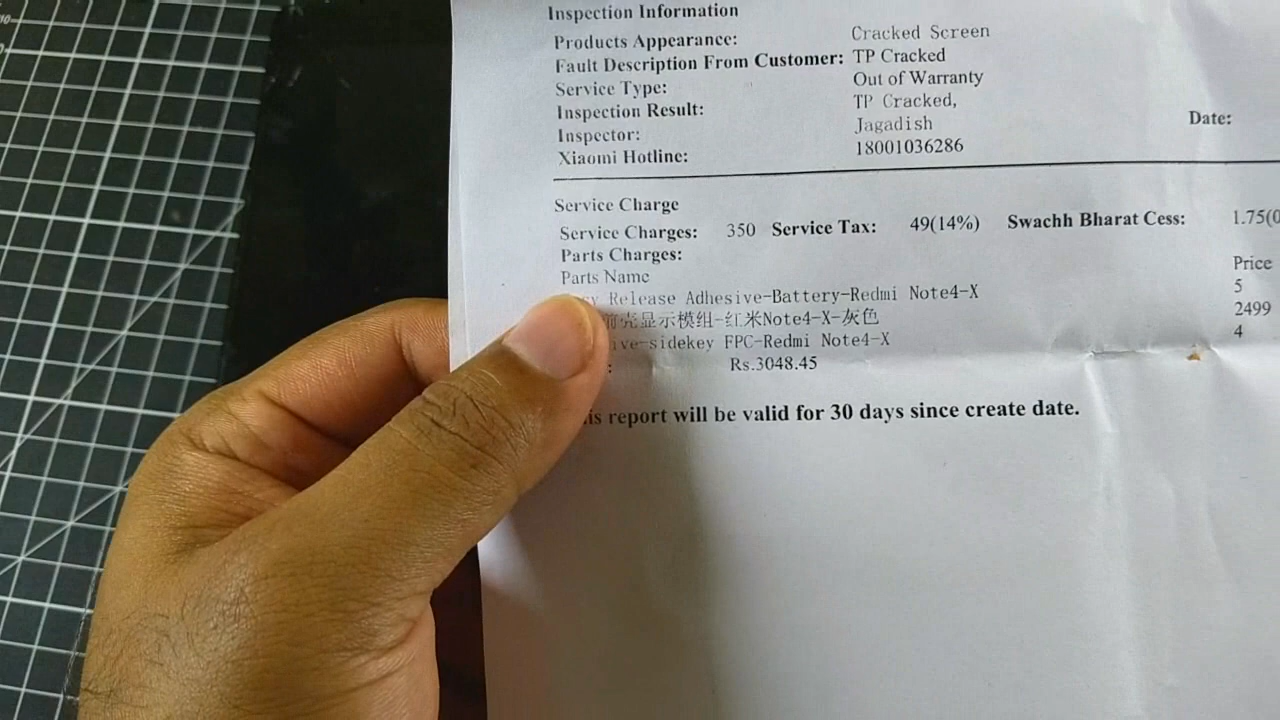 Inspection Information
Products Appearance: Cracked Screen
Fault Description From Customer: TP Cracked
Service Type: Out of Warranty
Inspection Result: TP Cracked,
Inspector: Jagadish Date:
Xiaomi Hotline: 18001036286
Service Charge
Service Charges: 350 Service Tax: 49(14%) Swachh Bharat Cess: 1.75(0
Parts Charges:
Parts Name Price
Release Adhesive-Battery-Redmi Note4-X 5
前壳显示模组-红米Note4-X-灰色 2499
-sidekey FPC-Redmi Note4-X 4
: Rs.3048.45
report will be valid for 30 days since create date.